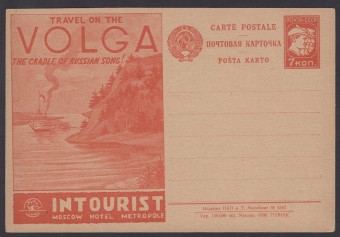 TRAVEL ON THE
VOLGA
THE CRADLE OF RUSSIAN SONG!
INTOURIST
MOSCOW HOTEL METROPOLE
CARTE POSTALE
ПОЧТОВАЯ КАРТОЧКА
POŜTA KARTO
7 КОП.